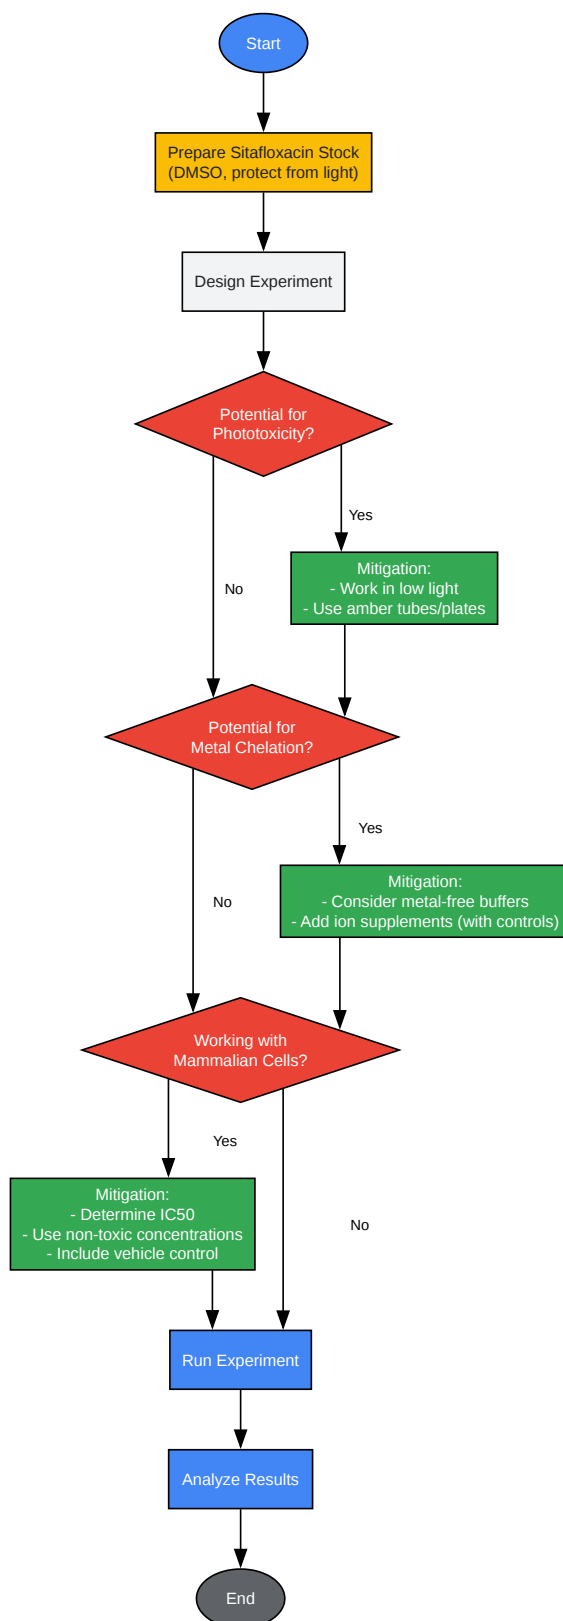 Start
Prepare Sitafloxacin Stock
(DMSO, protect from light)
Design Experiment
Potential for
Phototoxicity?
Yes
No
Mitigation:
- Work in low light
- Use amber tubes/plates
Potential for
Metal Chelation?
Yes
No
Mitigation:
- Consider metal-free buffers
- Add ion supplements (with controls)
Working with
Mammalian Cells?
Yes
No
Mitigation:
- Determine IC50
- Use non-toxic concentrations
- Include vehicle control
Run Experiment
Analyze Results
End